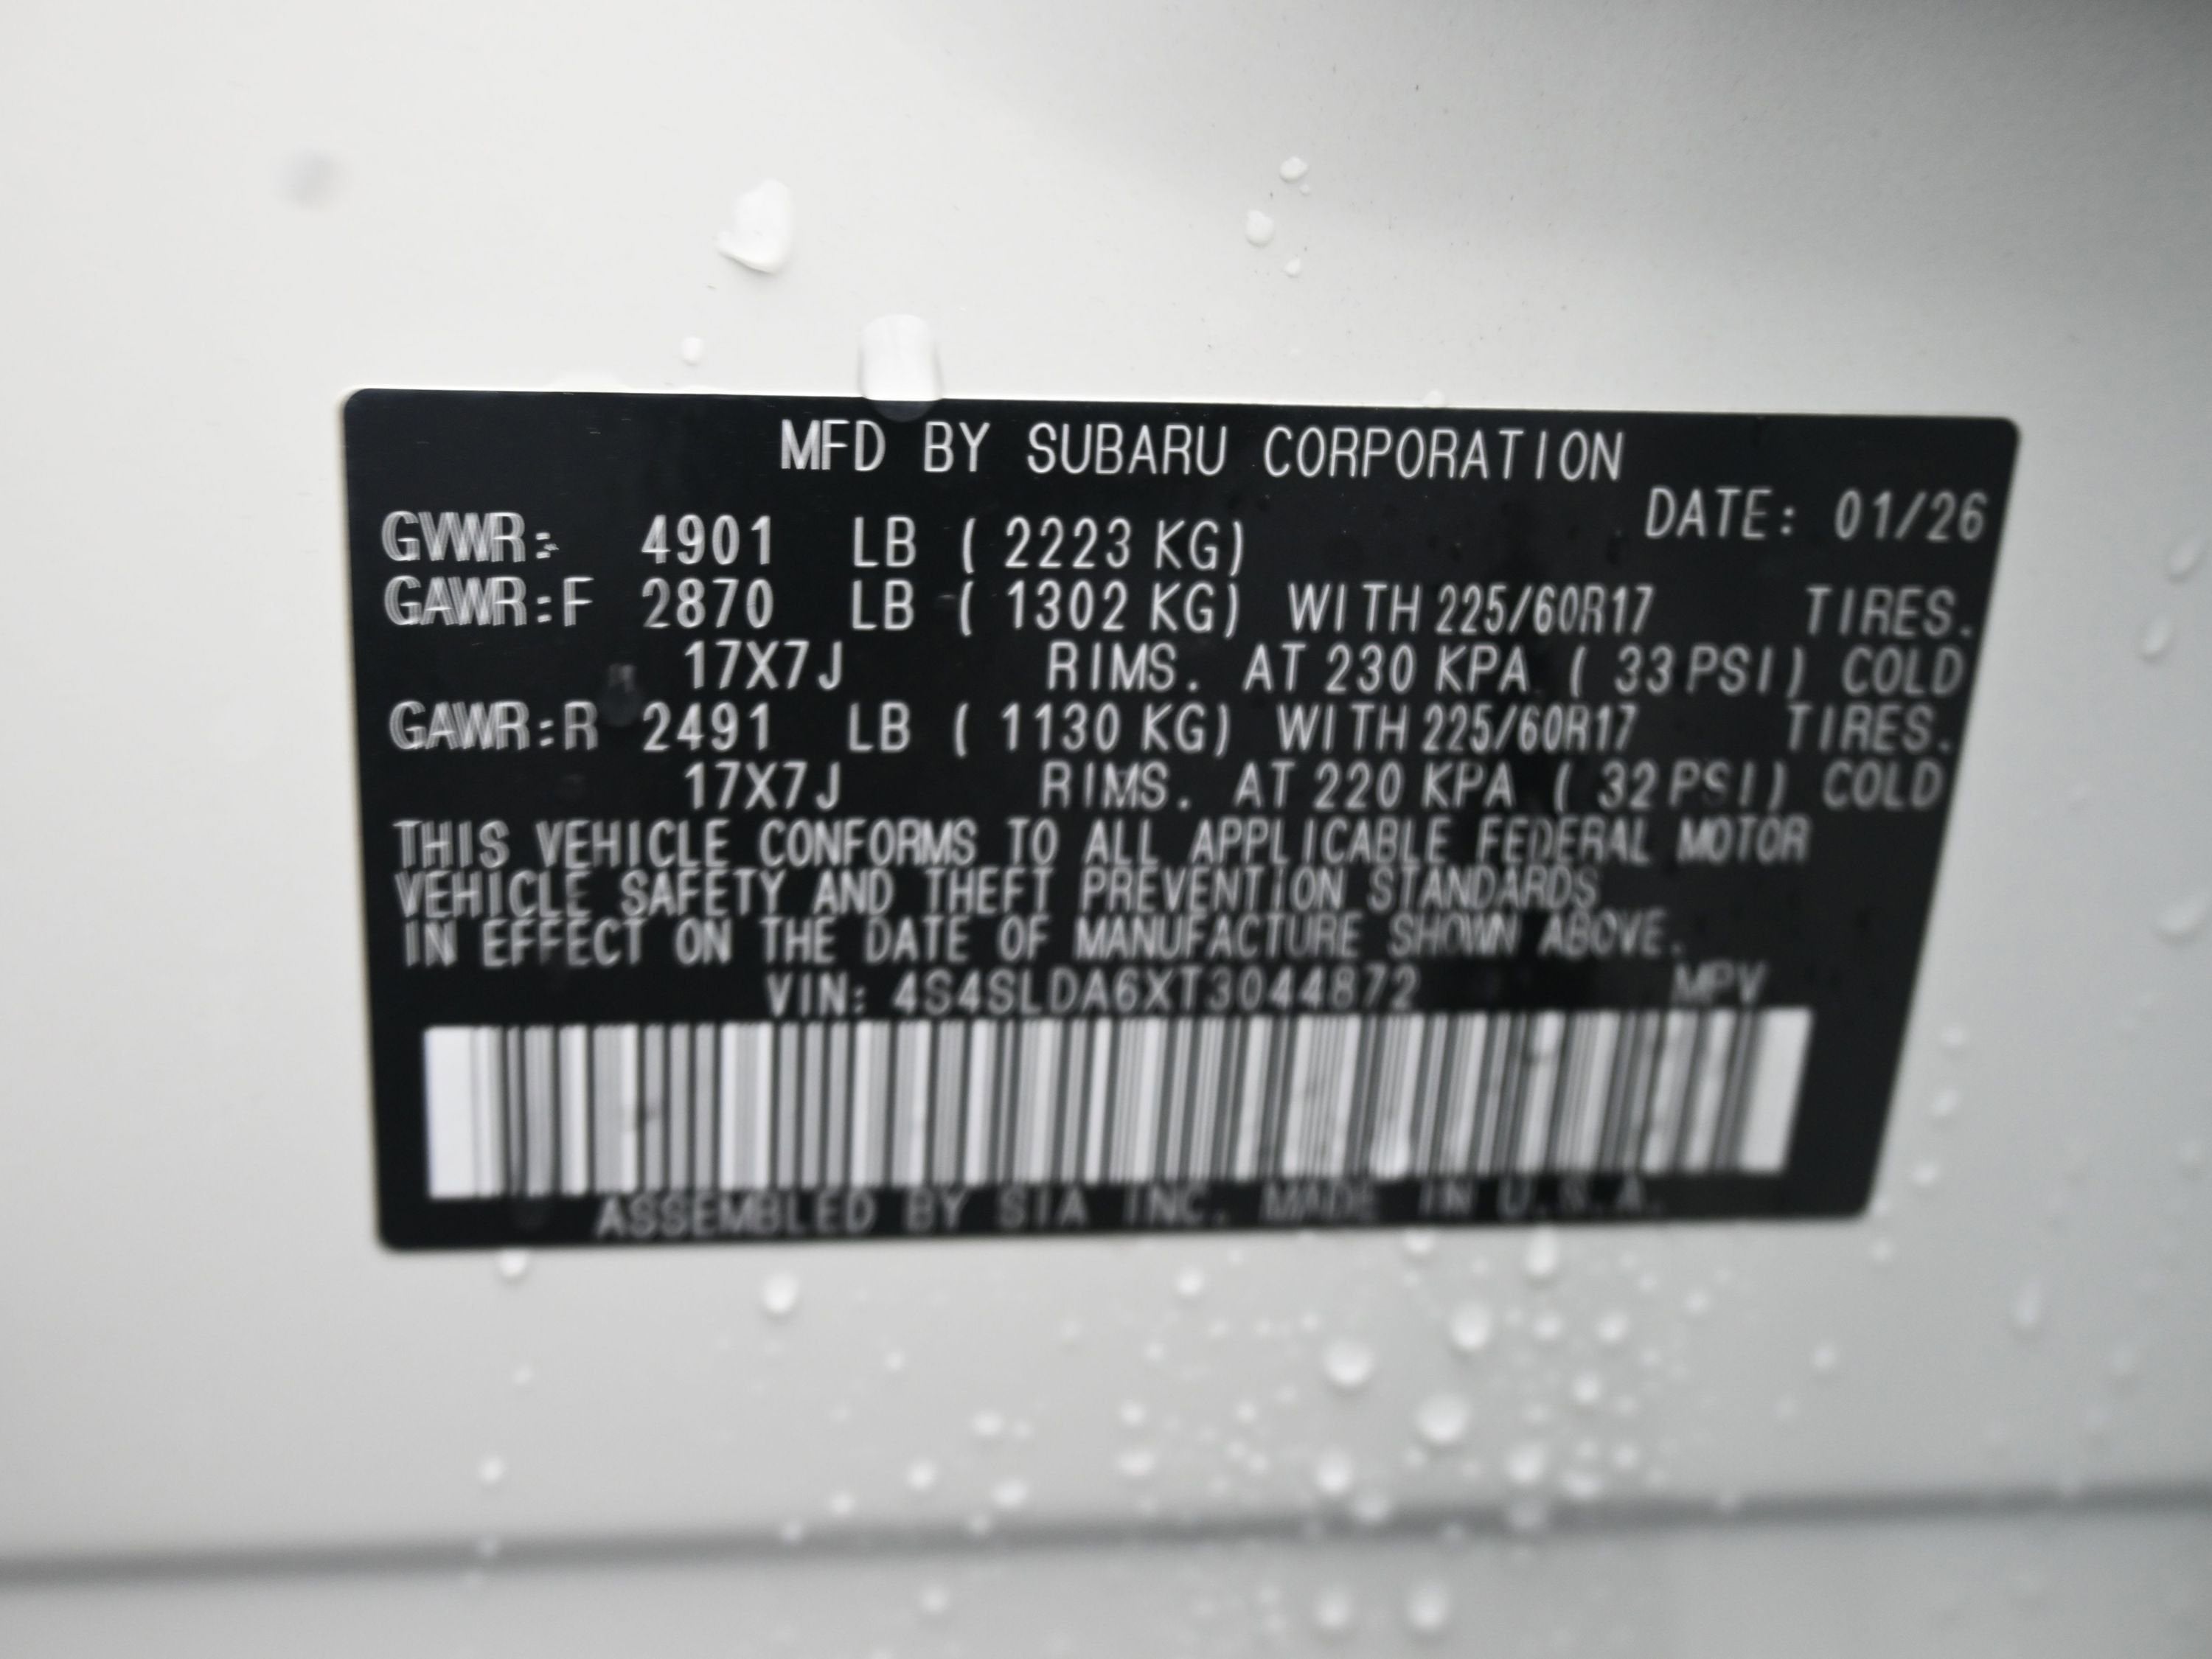 MFD BY SUBARU CORPORATION
DATE: 01/26
GVWR: 4901 LB ( 2223 KG)
GAWR:F 2870 LB ( 1302 KG) WITH 225/60R17 TIRES.
17X7J RIMS. AT 230 KPA ( 33 PSI) COLD
GAWR:R 2491 LB ( 1130 KG) WITH 225/60R17 TIRES.
17X7J RIMS. AT 220 KPA ( 32 PSI) COLD
THIS VEHICLE CONFORMS TO ALL APPLICABLE FEDERAL MOTOR
VEHICLE SAFETY AND THEFT PREVENTION STANDARDS
IN EFFECT ON THE DATE OF MANUFACTURE SHOWN ABOVE.
VIN: 4S4SLDA6XT3044872 MPV
ASSEMBLED BY SIA INC. MADE IN U.S.A.